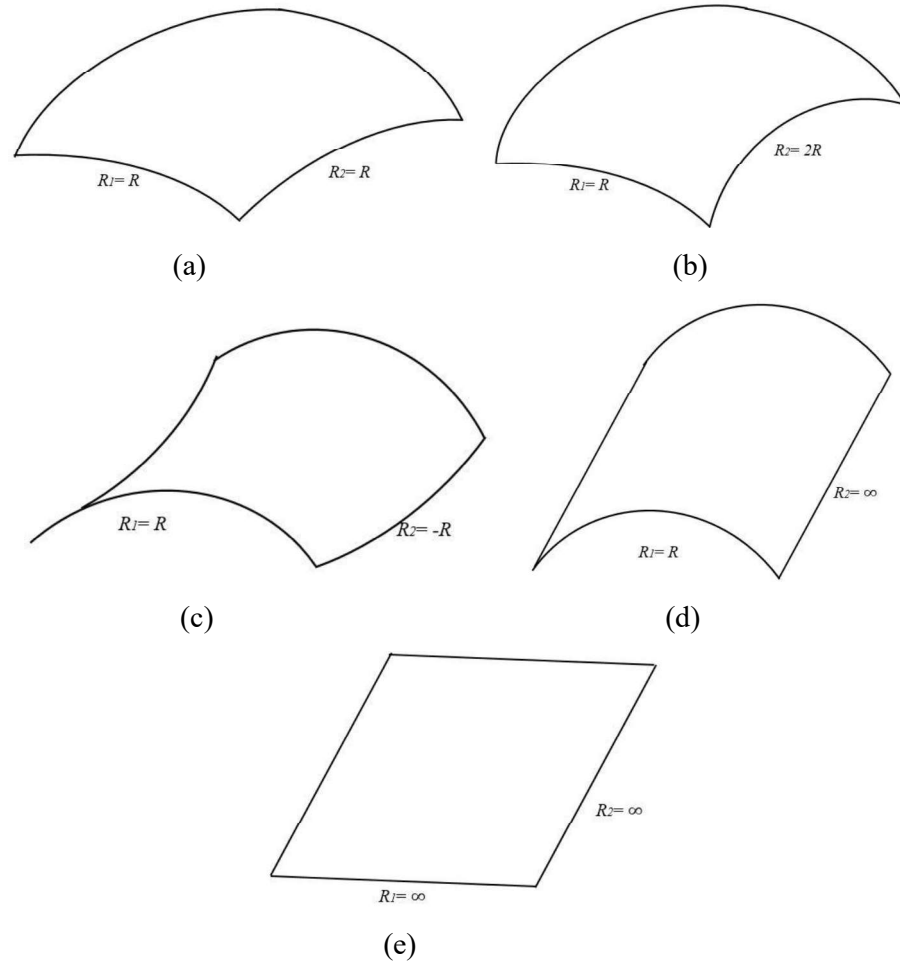 R1= R
R2= R
(a)
R1= R
R2= 2R
(b)
R1= R
R2= -R
(c)
R1= R
R2= ∞
(d)
R1= ∞
R2= ∞
(e)